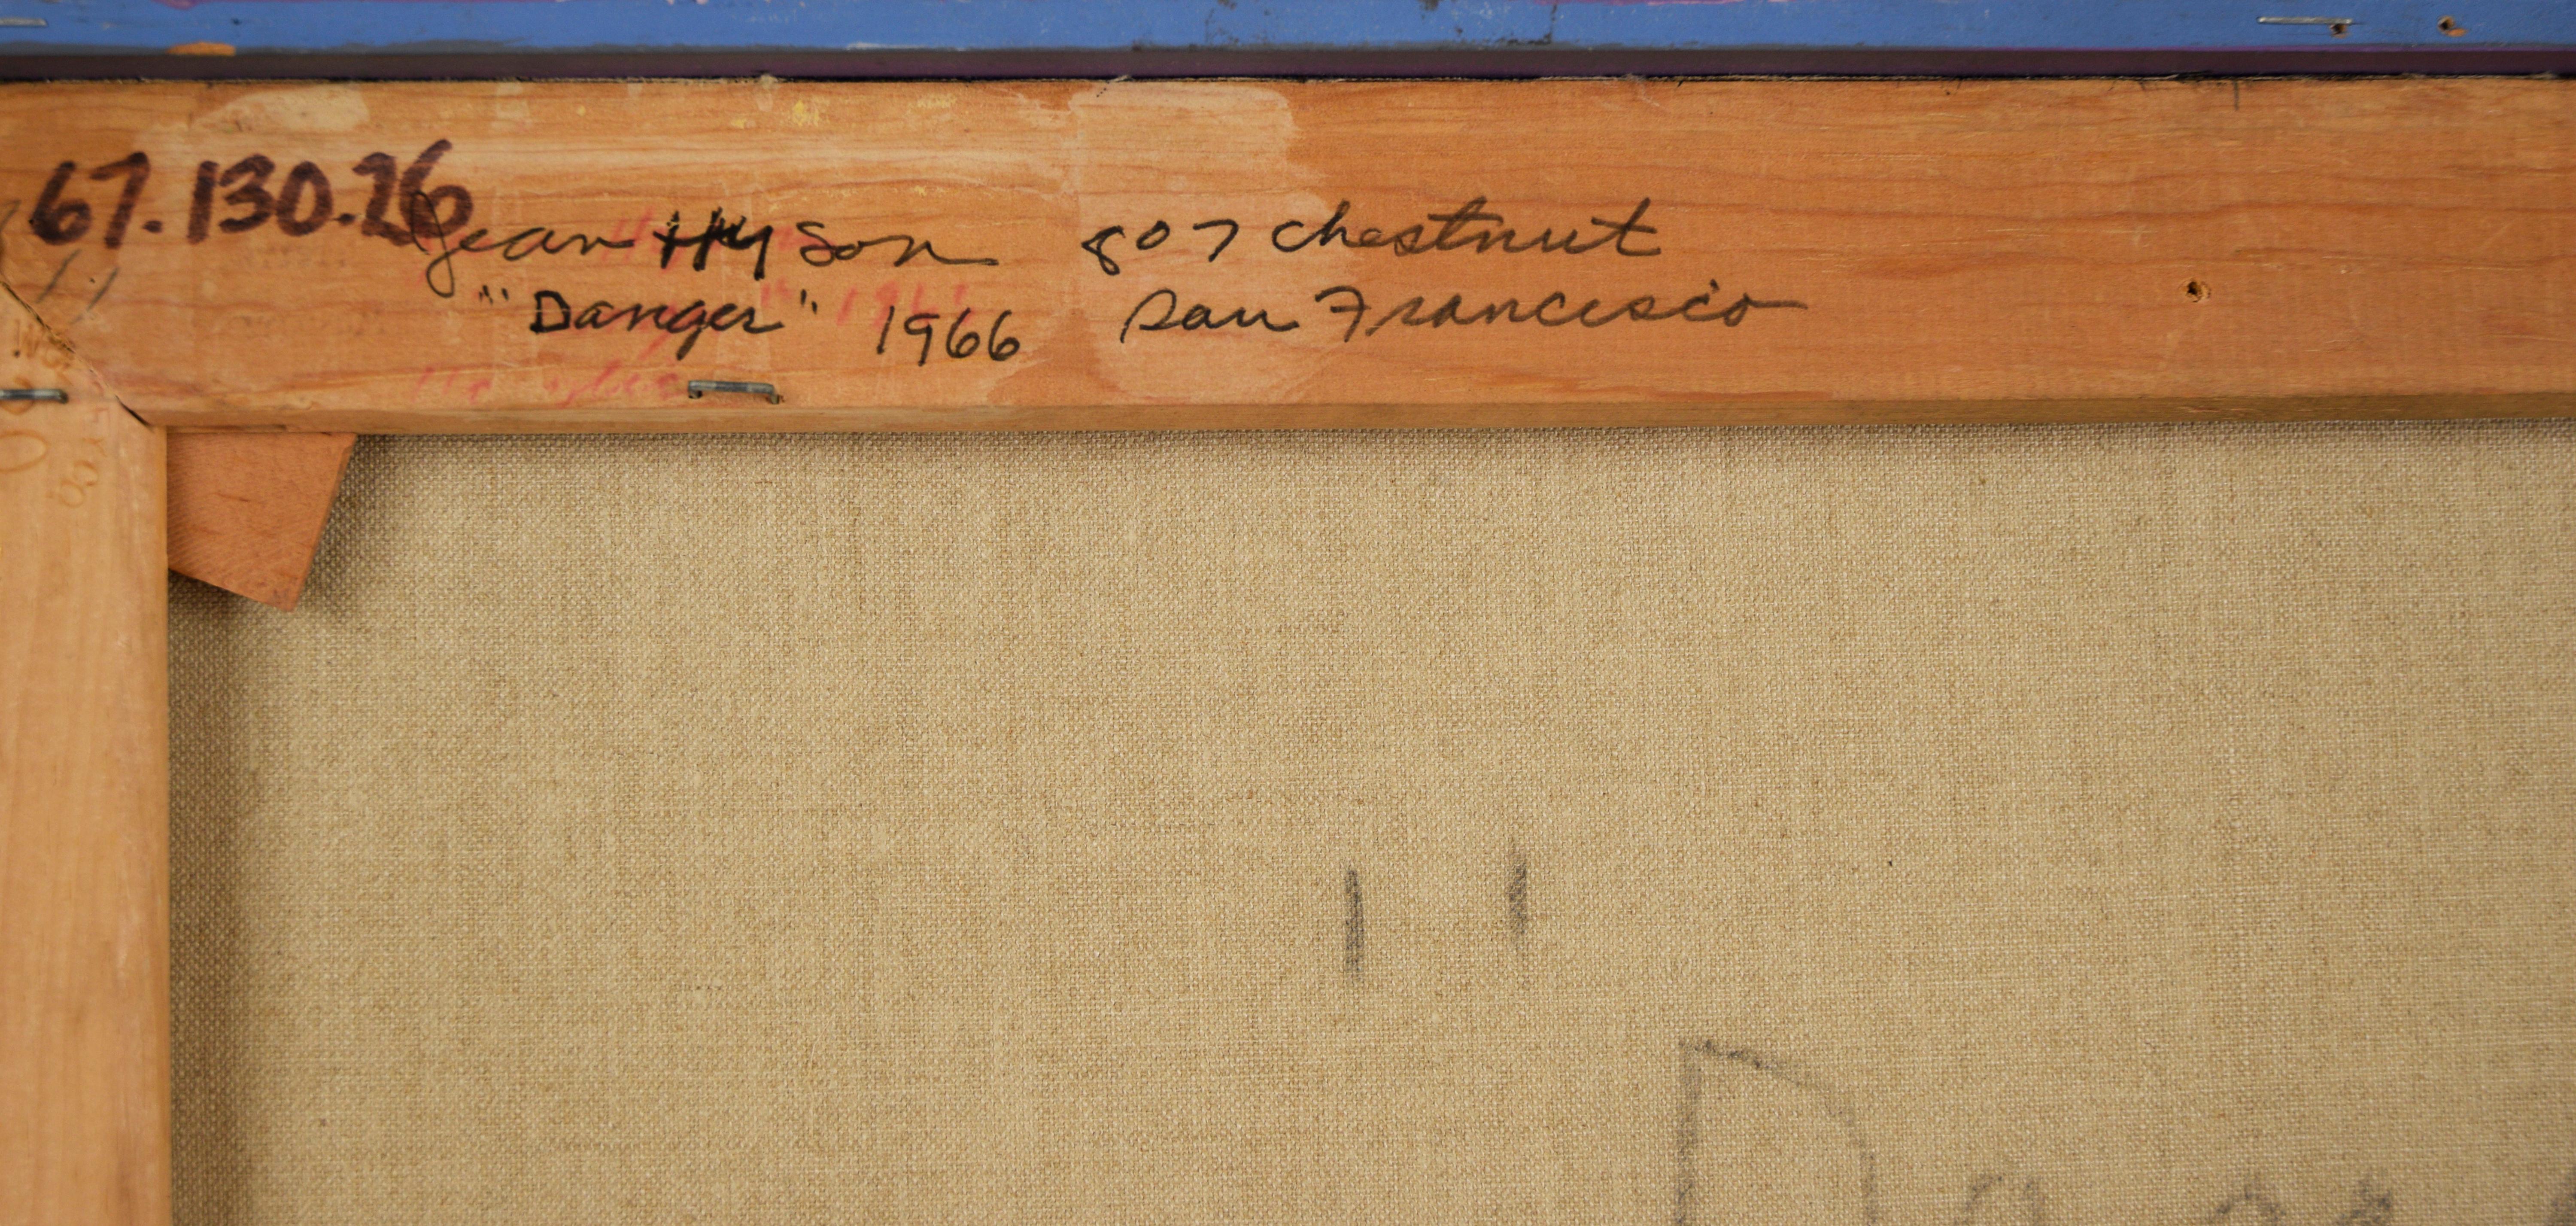 67.130.26
Jean Hyson 807 chestnut
"Danger" 1966 San Francisco
"